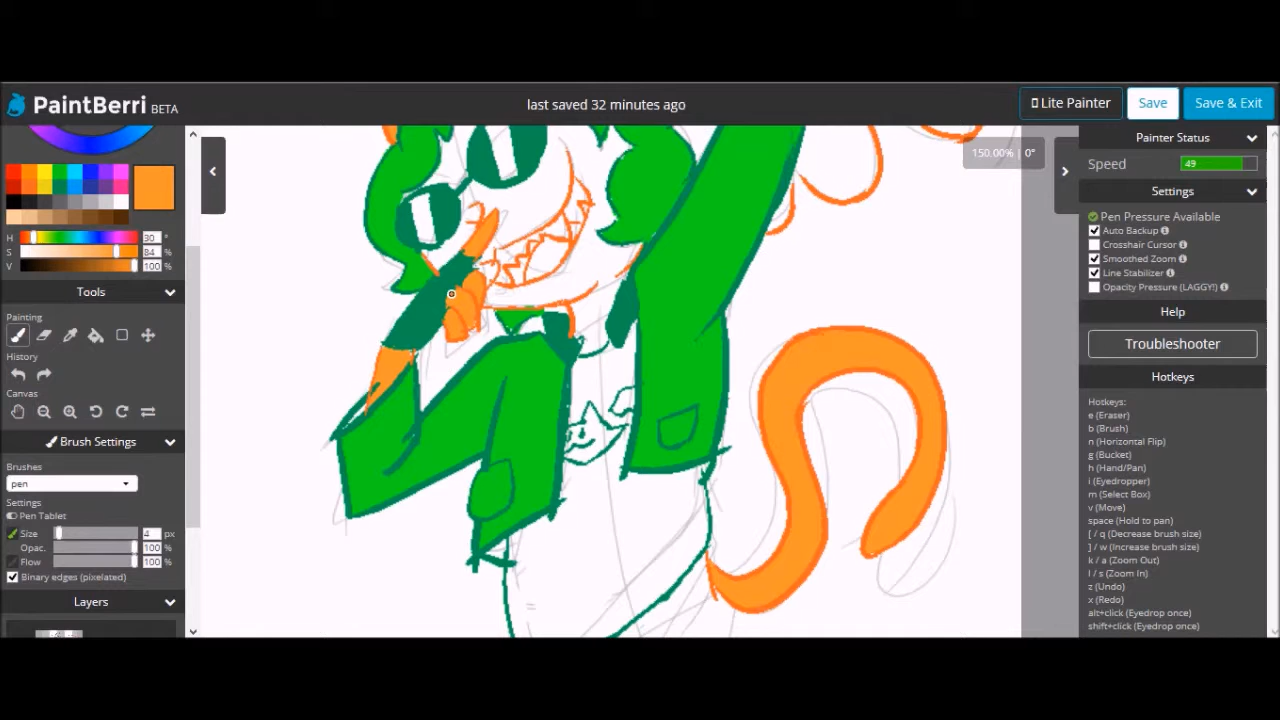 PaintBerri BETA
last saved 32 minutes ago
Lite Painter
Save
Save & Exit
H 30 °
S 84 %
V 100 %
Tools
Painting
History
Canvas
Brush Settings
Brushes
pen
Settings
Pen Tablet
Size 4 px
Opac. 100 %
Flow 100 %
Binary edges (pixelated)
Layers
150.00% | 0°
Painter Status
Speed 49
Settings
Pen Pressure Available
Auto Backup
Crosshair Cursor
Smoothed Zoom
Line Stabilizer
Opacity Pressure (LAGGY!)
Help
Troubleshooter
Hotkeys
Hotkeys:
e (Eraser)
b (Brush)
n (Horizontal Flip)
g (Bucket)
h (Hand/Pan)
i (Eyedropper)
m (Select Box)
v (Move)
space (Hold to pan)
[ / q (Decrease brush size)
] / w (Increase brush size)
k / a (Zoom Out)
l / s (Zoom In)
z (Undo)
x (Redo)
alt+click (Eyedrop once)
shift+click (Eyedrop once)